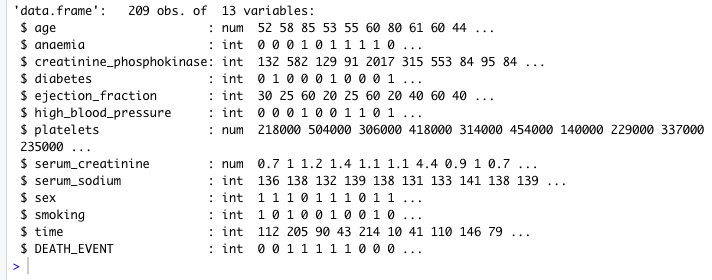 'data.frame':   209 obs. of  13 variables:
 $ age                     : num  52 58 85 53 55 60 80 61 60 44 ...
 $ anaemia                 : int  0 0 0 1 0 1 1 1 1 0 ...
 $ creatinine_phosphokinase: int  132 582 129 91 2017 315 553 84 95 84 ...
 $ diabetes                : int  0 1 0 0 0 1 0 0 0 1 ...
 $ ejection_fraction       : int  30 25 60 20 25 60 20 40 60 40 ...
 $ high_blood_pressure     : int  0 0 0 1 0 0 1 1 0 1 ...
 $ platelets               : num  218000 504000 306000 418000 314000 454000 140000 229000 337000
235000 ...
 $ serum_creatinine        : num  0.7 1 1.2 1.4 1.1 1.1 4.4 0.9 1 0.7 ...
 $ serum_sodium            : int  136 138 132 139 138 131 133 141 138 139 ...
 $ sex                     : int  1 1 1 0 1 1 1 0 1 1 ...
 $ smoking                 : int  1 0 1 0 0 1 0 0 1 0 ...
 $ time                    : int  112 205 90 43 214 10 41 110 146 79 ...
 $ DEATH_EVENT             : int  0 0 1 1 1 1 1 0 0 0 ...
>